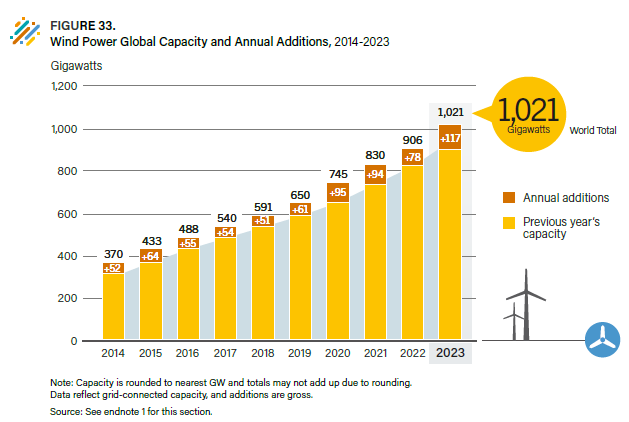 FIGURE 33.
Wind Power Global Capacity and Annual Additions, 2014-2023
Gigawatts
1,200
1,000
800
600
400
200
0
370
+52
433
+64
488
+55
540
+54
591
+51
650
+61
745
+95
830
+94
906
+78
1,021
+117
1,021
Gigawatts
World Total
Annual additions
Previous year's
capacity
2014 2015 2016 2017 2018 2019 2020 2021 2022 2023
Note: Capacity is rounded to nearest GW and totals may not add up due to rounding.
Data reflect grid-connected capacity, and additions are gross.
Source: See endnote 1 for this section.